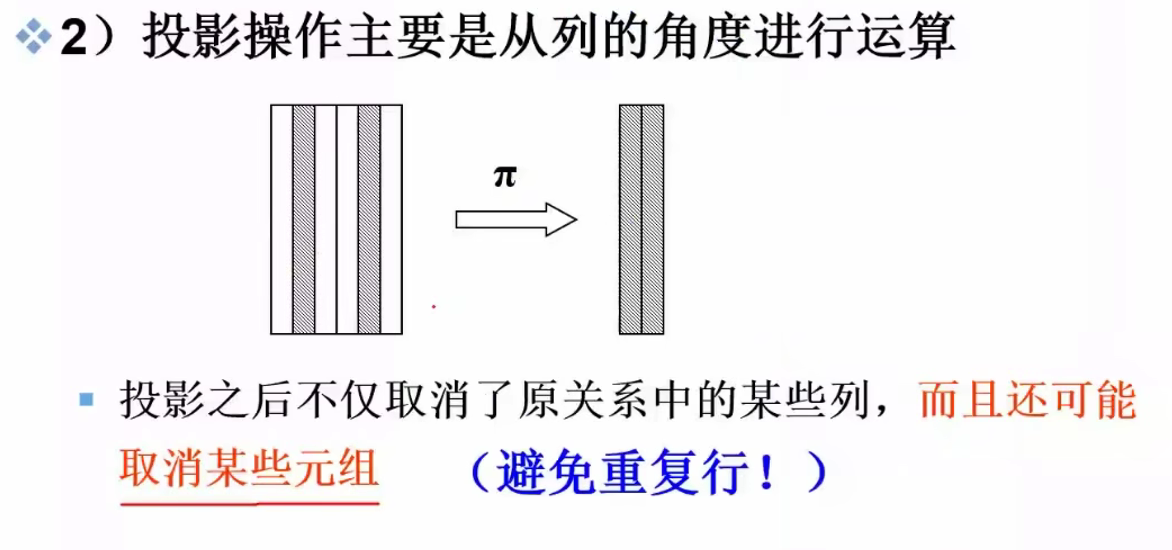 2）投影操作主要是从列的角度进行运算
π
投影之后不仅取消了原关系中的某些列，而且还可能
取消某些元组 （避免重复行！）